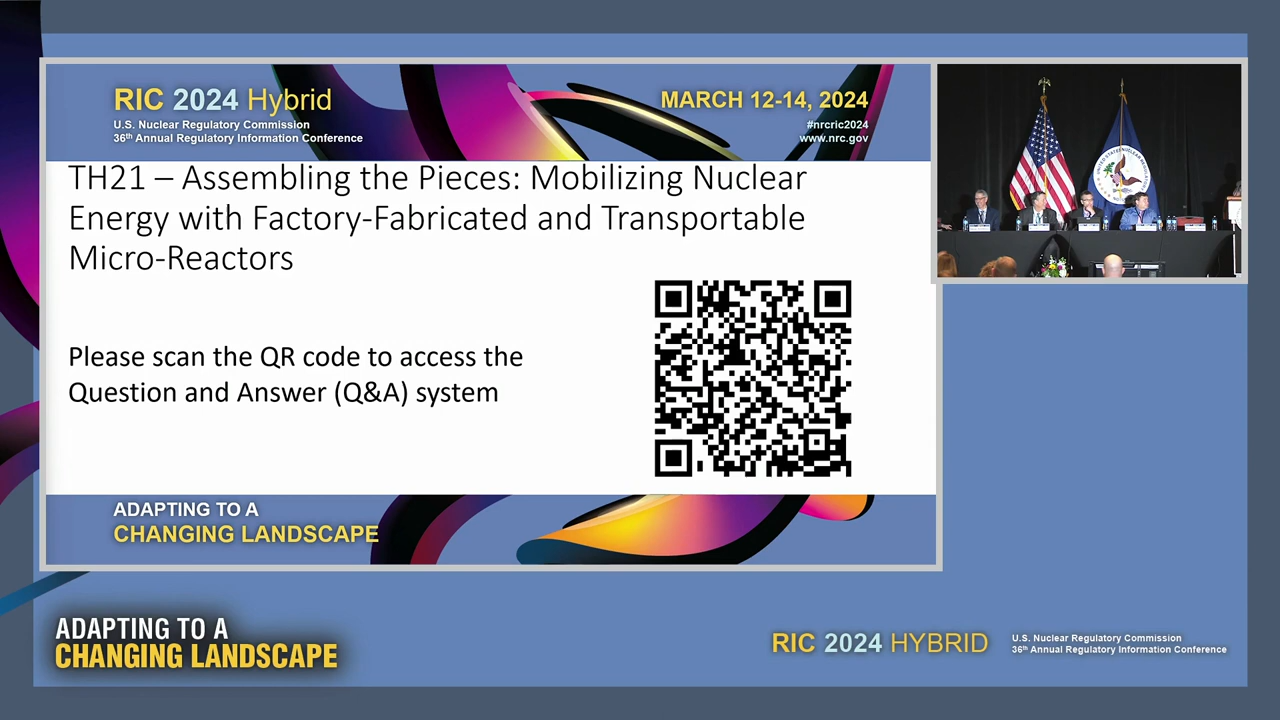 RIC 2024 Hybrid
U.S. Nuclear Regulatory Commission
36th Annual Regulatory Information Conference
MARCH 12-14, 2024
#nrcric2024
www.nrc.gov
TH21 – Assembling the Pieces: Mobilizing Nuclear
Energy with Factory-Fabricated and Transportable
Micro-Reactors
Please scan the QR code to access the
Question and Answer (Q&A) system
ADAPTING TO A
CHANGING LANDSCAPE
ADAPTING TO A
CHANGING LANDSCAPE
RIC 2024 HYBRID
U.S. Nuclear Regulatory Commission
36th Annual Regulatory Information Conference